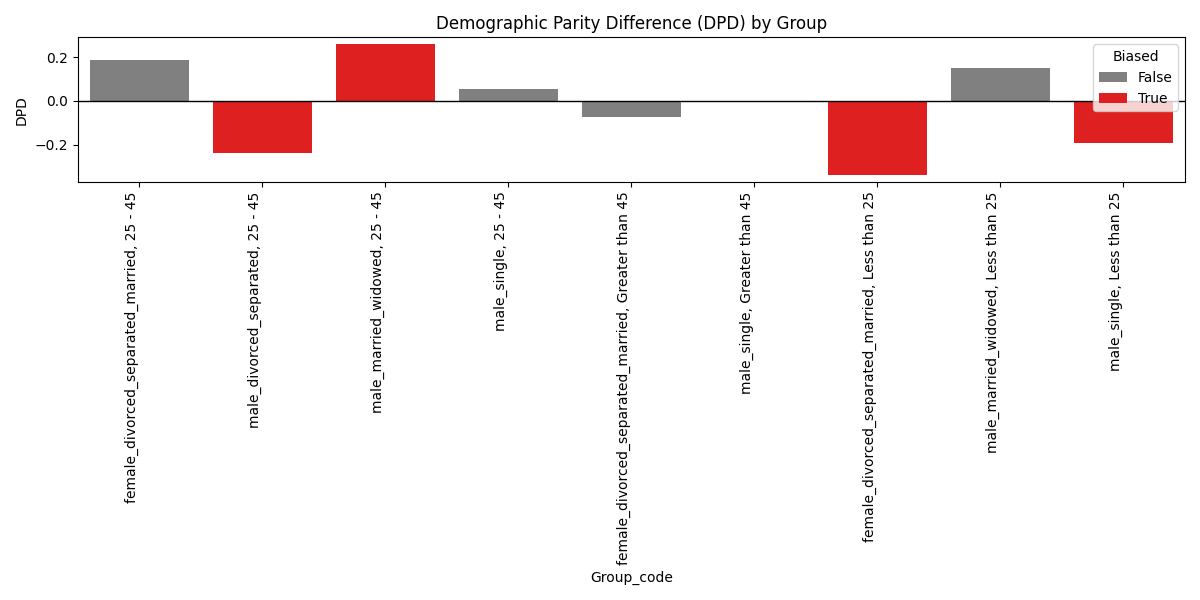 Demographic Parity Difference (DPD) by Group
DPD
0.2
0.0
−0.2
Biased
False
True
female_divorced_separated_married, 25 - 45
male_divorced_separated, 25 - 45
male_married_widowed, 25 - 45
male_single, 25 - 45
female_divorced_separated_married, Greater than 45
male_single, Greater than 45
female_divorced_separated_married, Less than 25
male_married_widowed, Less than 25
male_single, Less than 25
Group_code